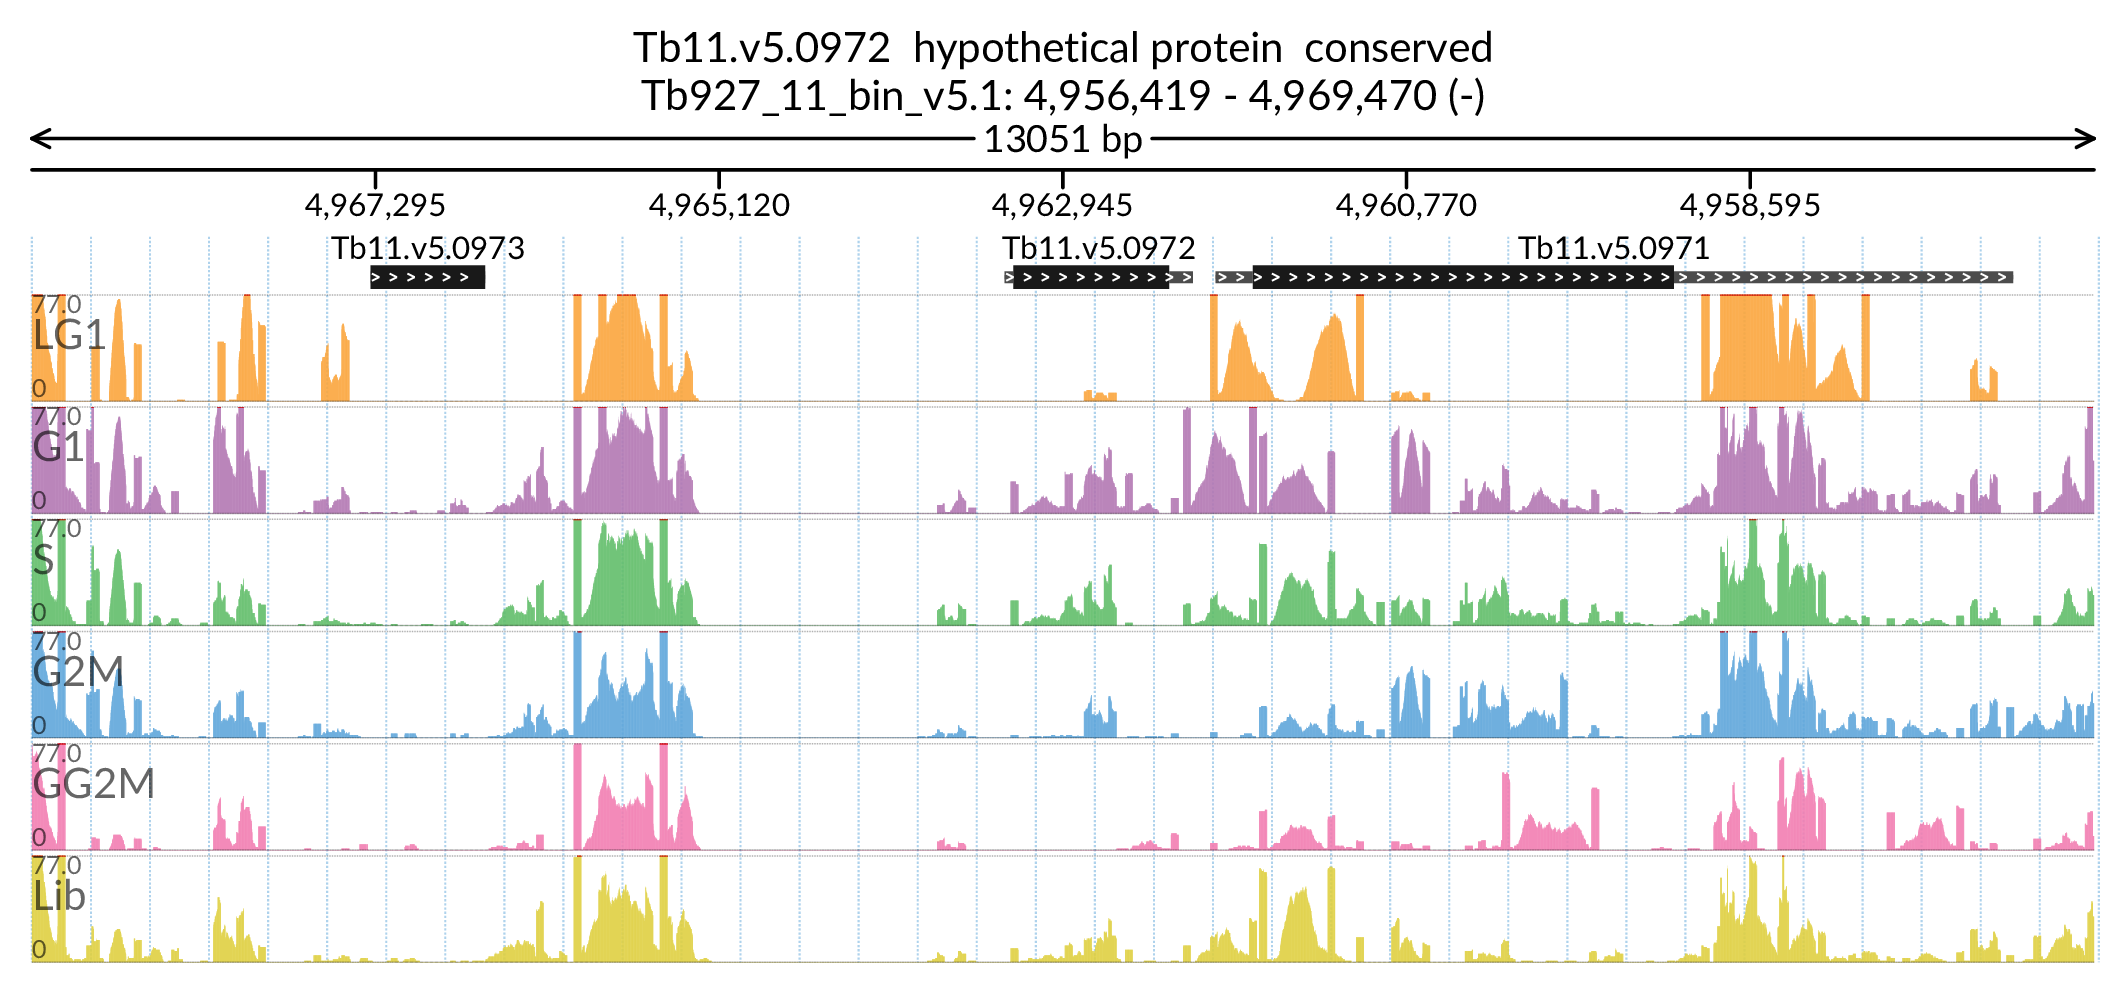 Tb11.v5.0972  hypothetical protein  conserved
Tb927_11_bin_v5.1: 4,956,419 - 4,969,470 (-)
13051 bp
4,967,295 4,965,120 4,962,945 4,960,770 4,958,595
Tb11.v5.0973 Tb11.v5.0972 Tb11.v5.0971
77.0
LG1
0
77.0
G1
0
77.0
S
0
77.0
G2M
0
77.0
GG2M
0
77.0
Lib
0